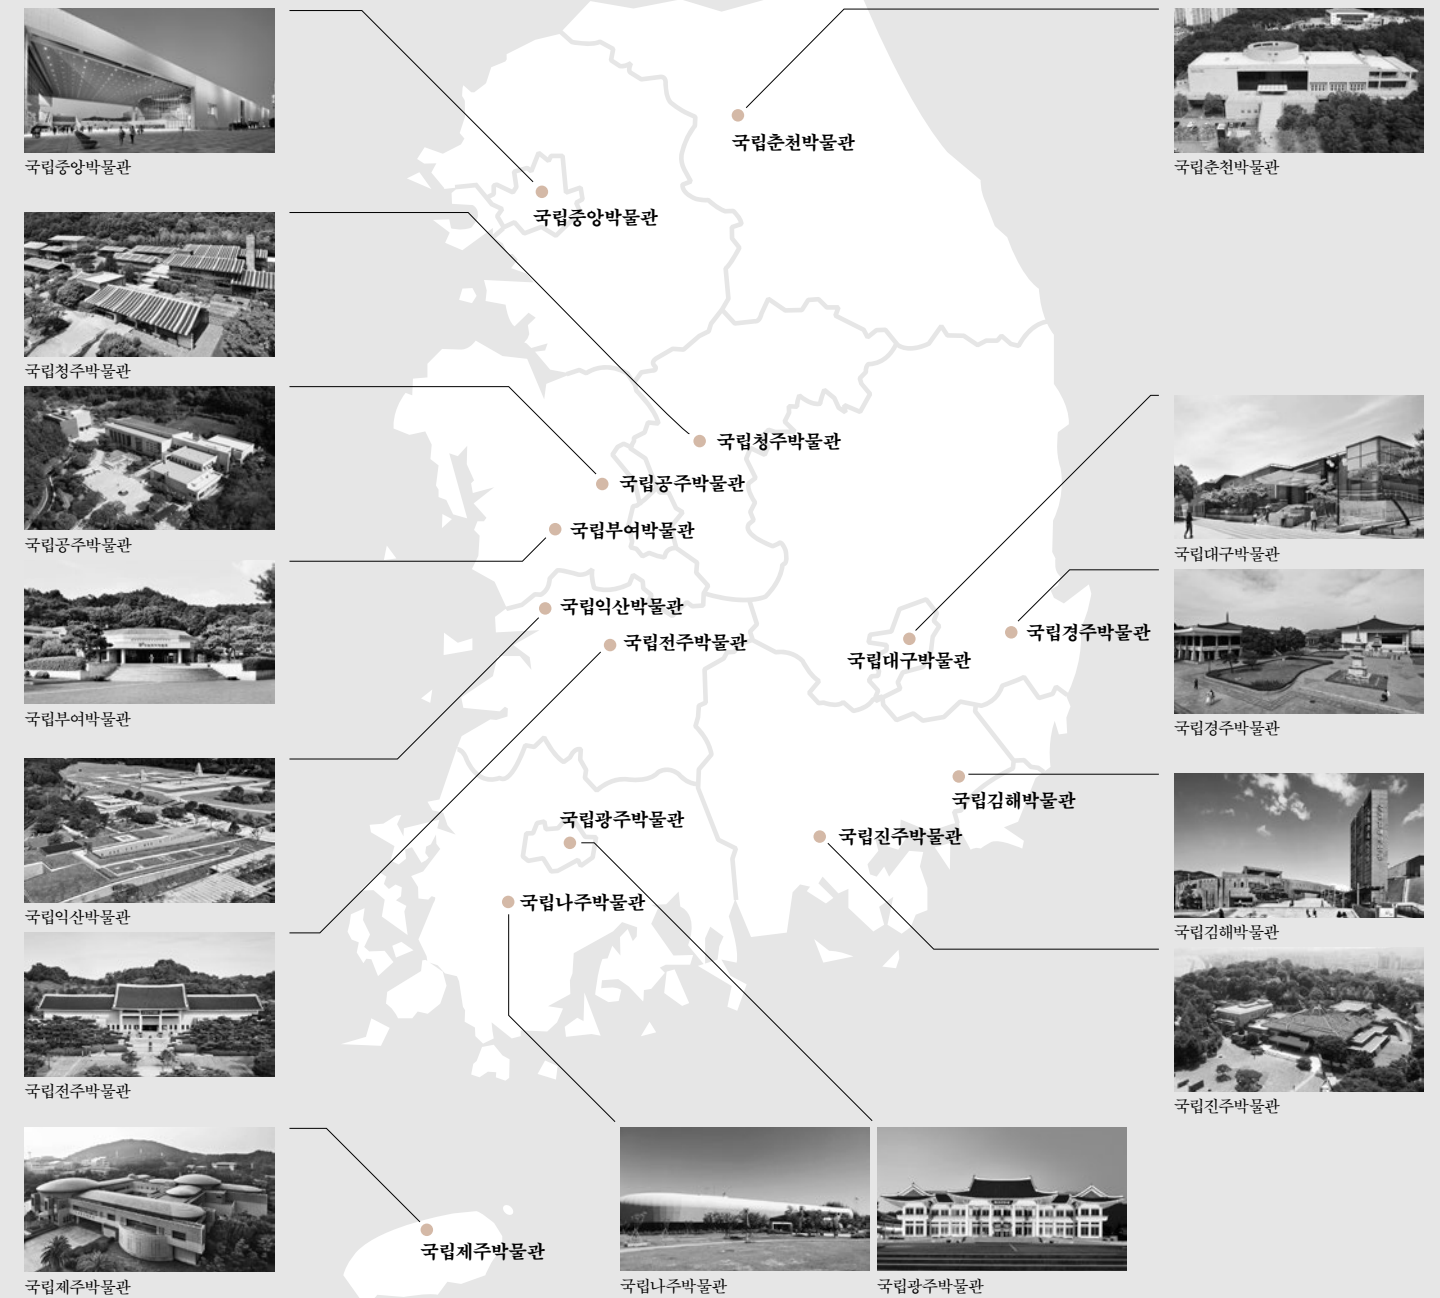 국립중앙박물관
국립춘천박물관
국립춘천박물관
국립중앙박물관
국립청주박물관
국립청주박물관
국립공주박물관
국립부여박물관
국립공주박물관
국립대구박물관
국립익산박물관
국립전주박물관
국립대구박물관
국립경주박물관
국립부여박물관
국립경주박물관
국립김해박물관
국립광주박물관
국립진주박물관
국립나주박물관
국립익산박물관
국립김해박물관
국립전주박물관
국립진주박물관
국립제주박물관
국립제주박물관
국립나주박물관
국립광주박물관